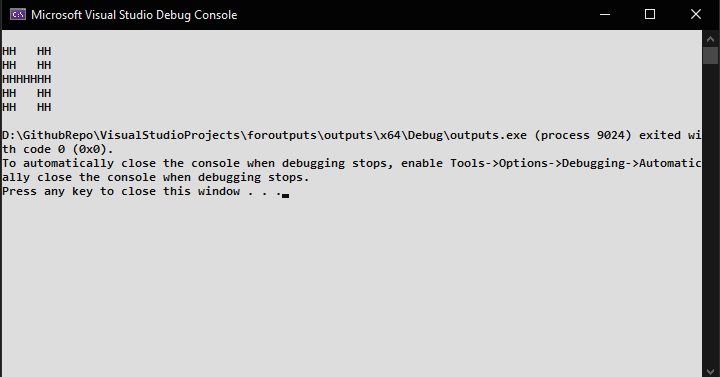 C:\
Microsoft Visual Studio Debug Console
HH   HH
HH   HH
HHHHHHH
HH   HH
HH   HH
D:\GithubRepo\VisualStudioProjects\foroutputs\outputs\x64\Debug\outputs.exe (process 9024) exited wi
th code 0 (0x0).
To automatically close the console when debugging stops, enable Tools->Options->Debugging->Automatic
ally close the console when debugging stops.
Press any key to close this window . . .